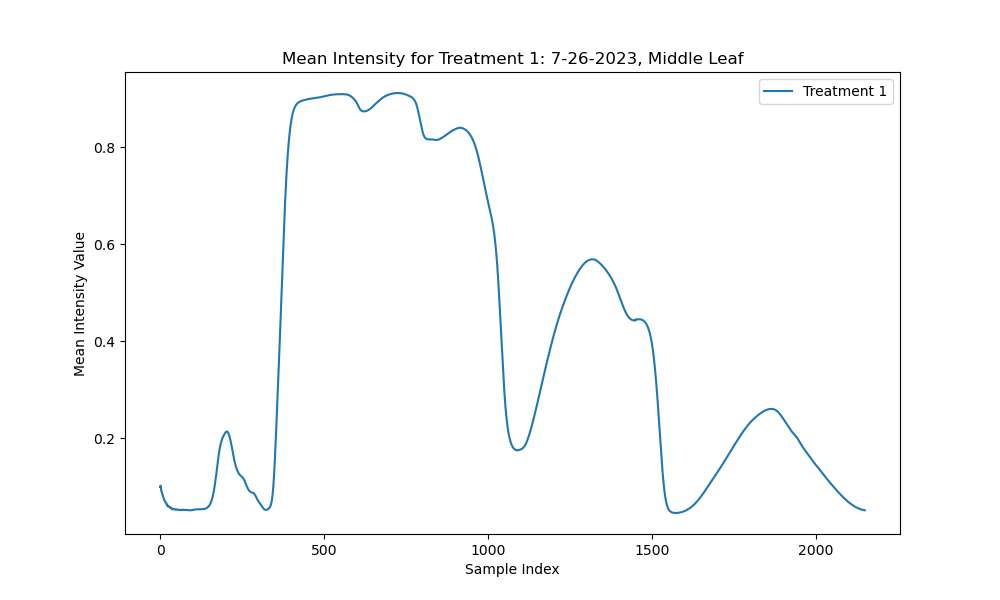 Mean Intensity for Treatment 1: 7-26-2023, Middle Leaf
Treatment 1
Mean Intensity Value
0.8
0.6
0.4
0.2
0
500
1000
1500
2000
Sample Index